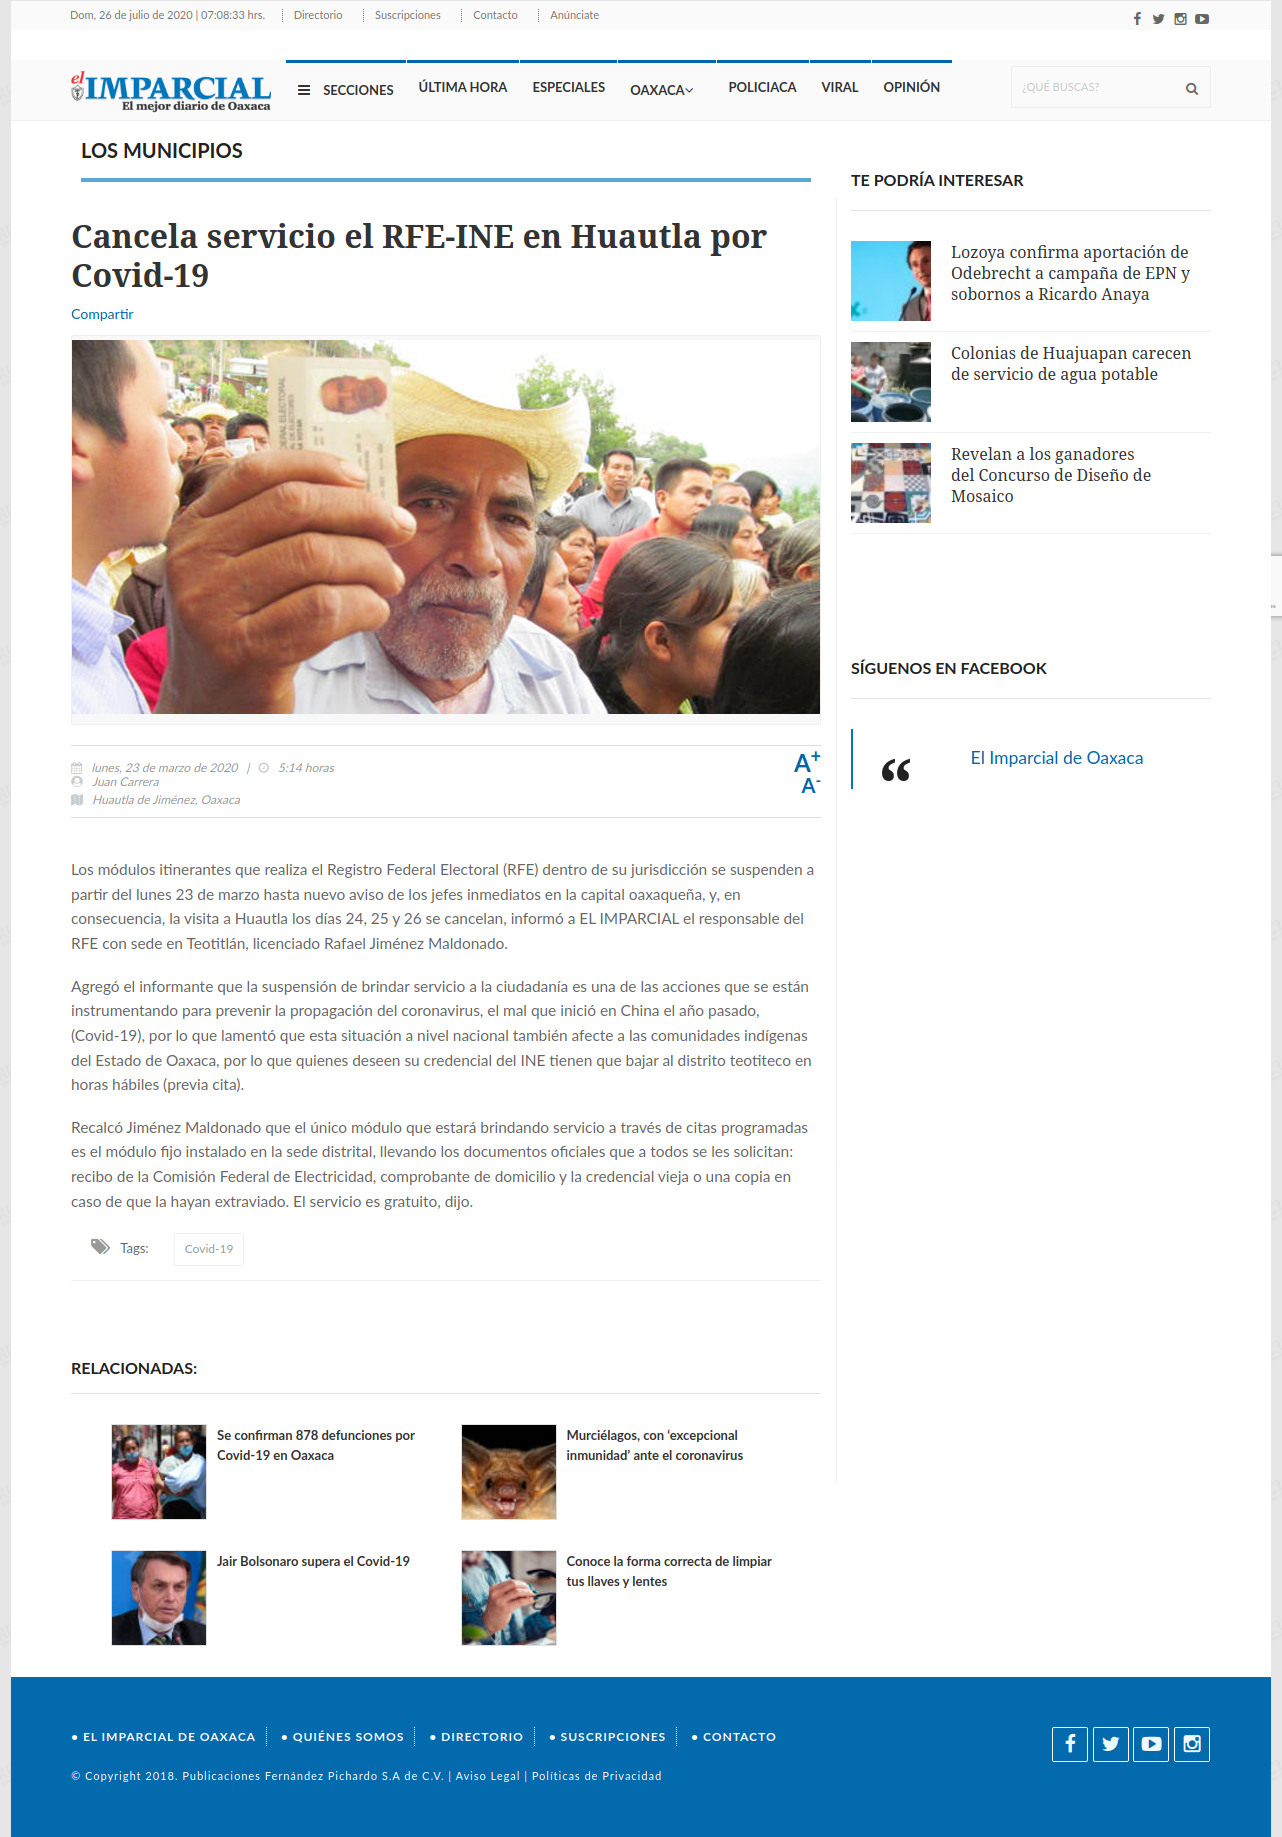 Dom, 26 de julio de 2020 | 07:08:33 hrs.
Directorio
Suscripciones
Contacto
Anúnciate
el IMPARCIAL
El mejor diario de Oaxaca
SECCIONES
ÚLTIMA HORA
ESPECIALES
OAXACA
POLICIACA
VIRAL
OPINIÓN
¿QUÉ BUSCAS?
LOS MUNICIPIOS
Cancela servicio el RFE-INE en Huautla por
Covid-19
Compartir
lunes, 23 de marzo de 2020 | 5:14 horas
Juan Carrera
Huautla de Jiménez, Oaxaca
A+
A-
Los módulos itinerantes que realiza el Registro Federal Electoral (RFE) dentro de su jurisdicción se suspenden a
partir del lunes 23 de marzo hasta nuevo aviso de los jefes inmediatos en la capital oaxaqueña, y, en
consecuencia, la visita a Huautla los días 24, 25 y 26 se cancelan, informó a EL IMPARCIAL el responsable del
RFE con sede en Teotitlán, licenciado Rafael Jiménez Maldonado.
Agregó el informante que la suspensión de brindar servicio a la ciudadanía es una de las acciones que se están
instrumentando para prevenir la propagación del coronavirus, el mal que inició en China el año pasado,
(Covid-19), por lo que lamentó que esta situación a nivel nacional también afecte a las comunidades indígenas
del Estado de Oaxaca, por lo que quienes deseen su credencial del INE tienen que bajar al distrito teotiteco en
horas hábiles (previa cita).
Recalcó Jiménez Maldonado que el único módulo que estará brindando servicio a través de citas programadas
es el módulo fijo instalado en la sede distrital, llevando los documentos oficiales que a todos se les solicitan:
recibo de la Comisión Federal de Electricidad, comprobante de domicilio y la credencial vieja o una copia en
caso de que la hayan extraviado. El servicio es gratuito, dijo.
Tags:
Covid-19
TE PODRÍA INTERESAR
Lozoya confirma aportación de
Odebrecht a campaña de EPN y
sobornos a Ricardo Anaya
Colonias de Huajuapan carecen
de servicio de agua potable
Revelan a los ganadores
del Concurso de Diseño de
Mosaico
SÍGUENOS EN FACEBOOK
“
El Imparcial de Oaxaca
RELACIONADAS:
Se confirman 878 defunciones por
Covid-19 en Oaxaca
Murciélagos, con ‘excepcional
inmunidad’ ante el coronavirus
Jair Bolsonaro supera el Covid-19
Conoce la forma correcta de limpiar
tus llaves y lentes
● EL IMPARCIAL DE OAXACA
● QUIÉNES SOMOS
● DIRECTORIO
● SUSCRIPCIONES
● CONTACTO
© Copyright 2018. Publicaciones Fernández Pichardo S.A de C.V. | Aviso Legal | Políticas de Privacidad